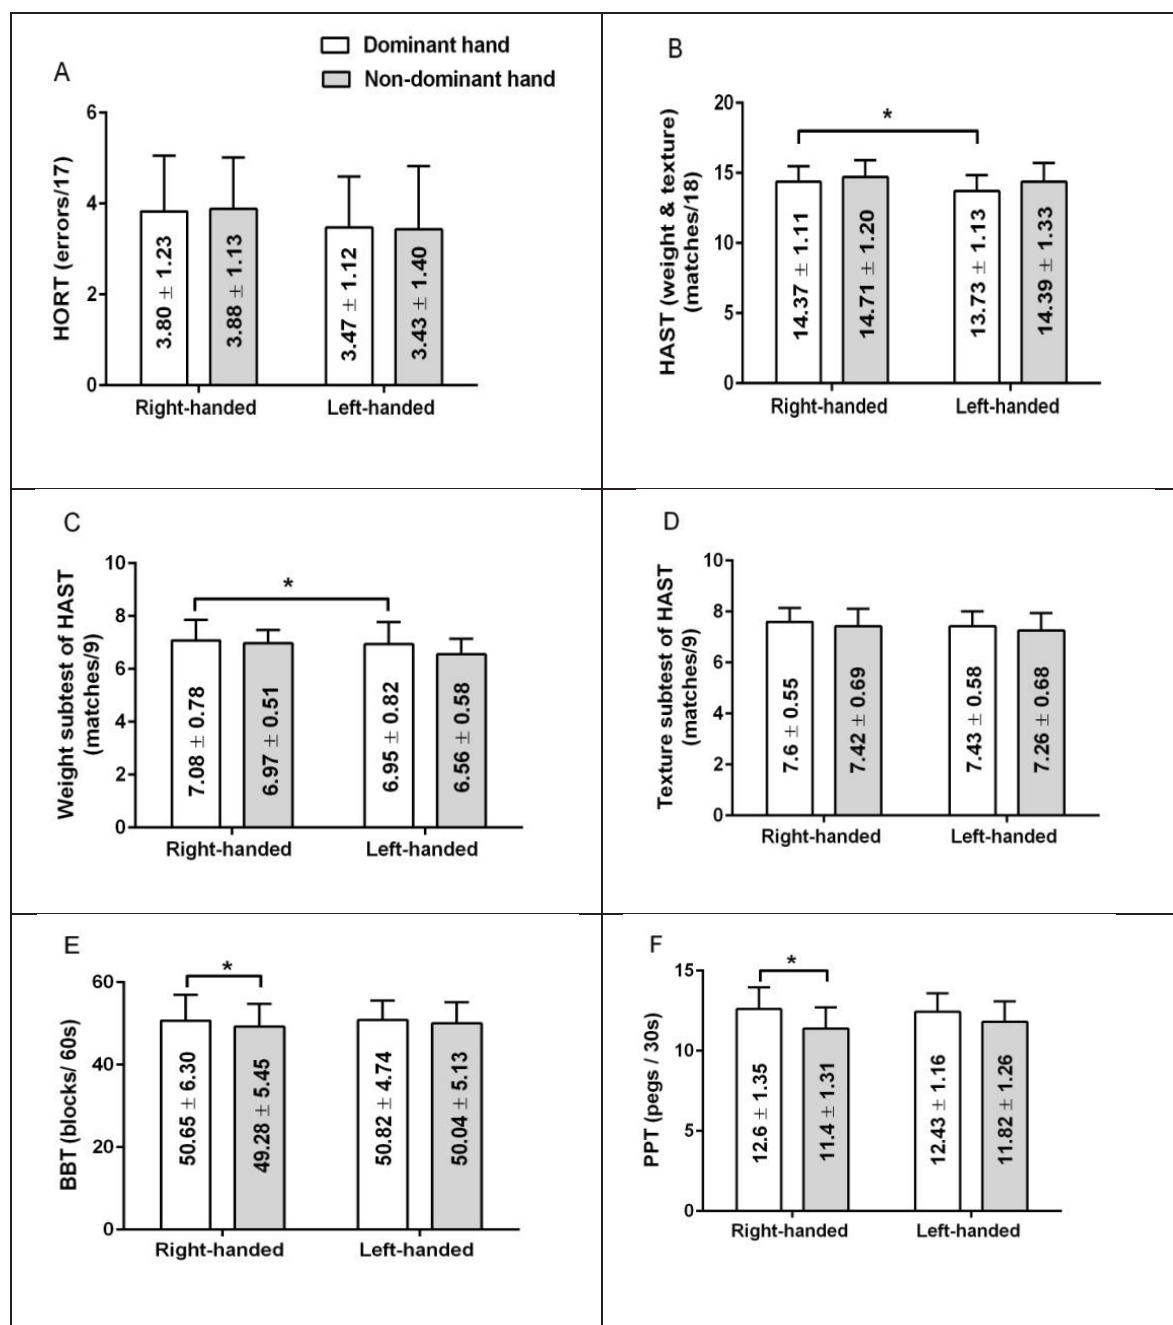 A
Dominant hand
Non-dominant hand
HORT (errors/17)
6
4
2
0
3.80 ± 1.23
3.88 ± 1.13
3.47 ± 1.12
3.43 ± 1.40
Right-handed
Left-handed
B
HAST (weight & texture)
(matches/18)
20
15
10
5
0
*
14.37 ± 1.11
14.71 ± 1.20
13.73 ± 1.13
14.39 ± 1.33
Right-handed
Left-handed
C
Weight subtest of HAST
(matches/9)
10
8
6
4
2
0
*
7.08 ± 0.78
6.97 ± 0.51
6.95 ± 0.82
6.56 ± 0.58
Right-handed
Left-handed
D
Texture subtest of HAST
(matches/9)
10
8
6
4
2
0
7.6 ± 0.55
7.42 ± 0.69
7.43 ± 0.58
7.26 ± 0.68
Right-handed
Left-handed
E
BBT (blocks/ 60s)
60
40
20
0
*
50.65 ± 6.30
49.28 ± 5.45
50.82 ± 4.74
50.04 ± 5.13
Right-handed
Left-handed
F
PPT (pegs / 30s)
15
10
5
0
*
12.6 ± 1.35
11.4 ± 1.31
12.43 ± 1.16
11.82 ± 1.26
Right-handed
Left-handed